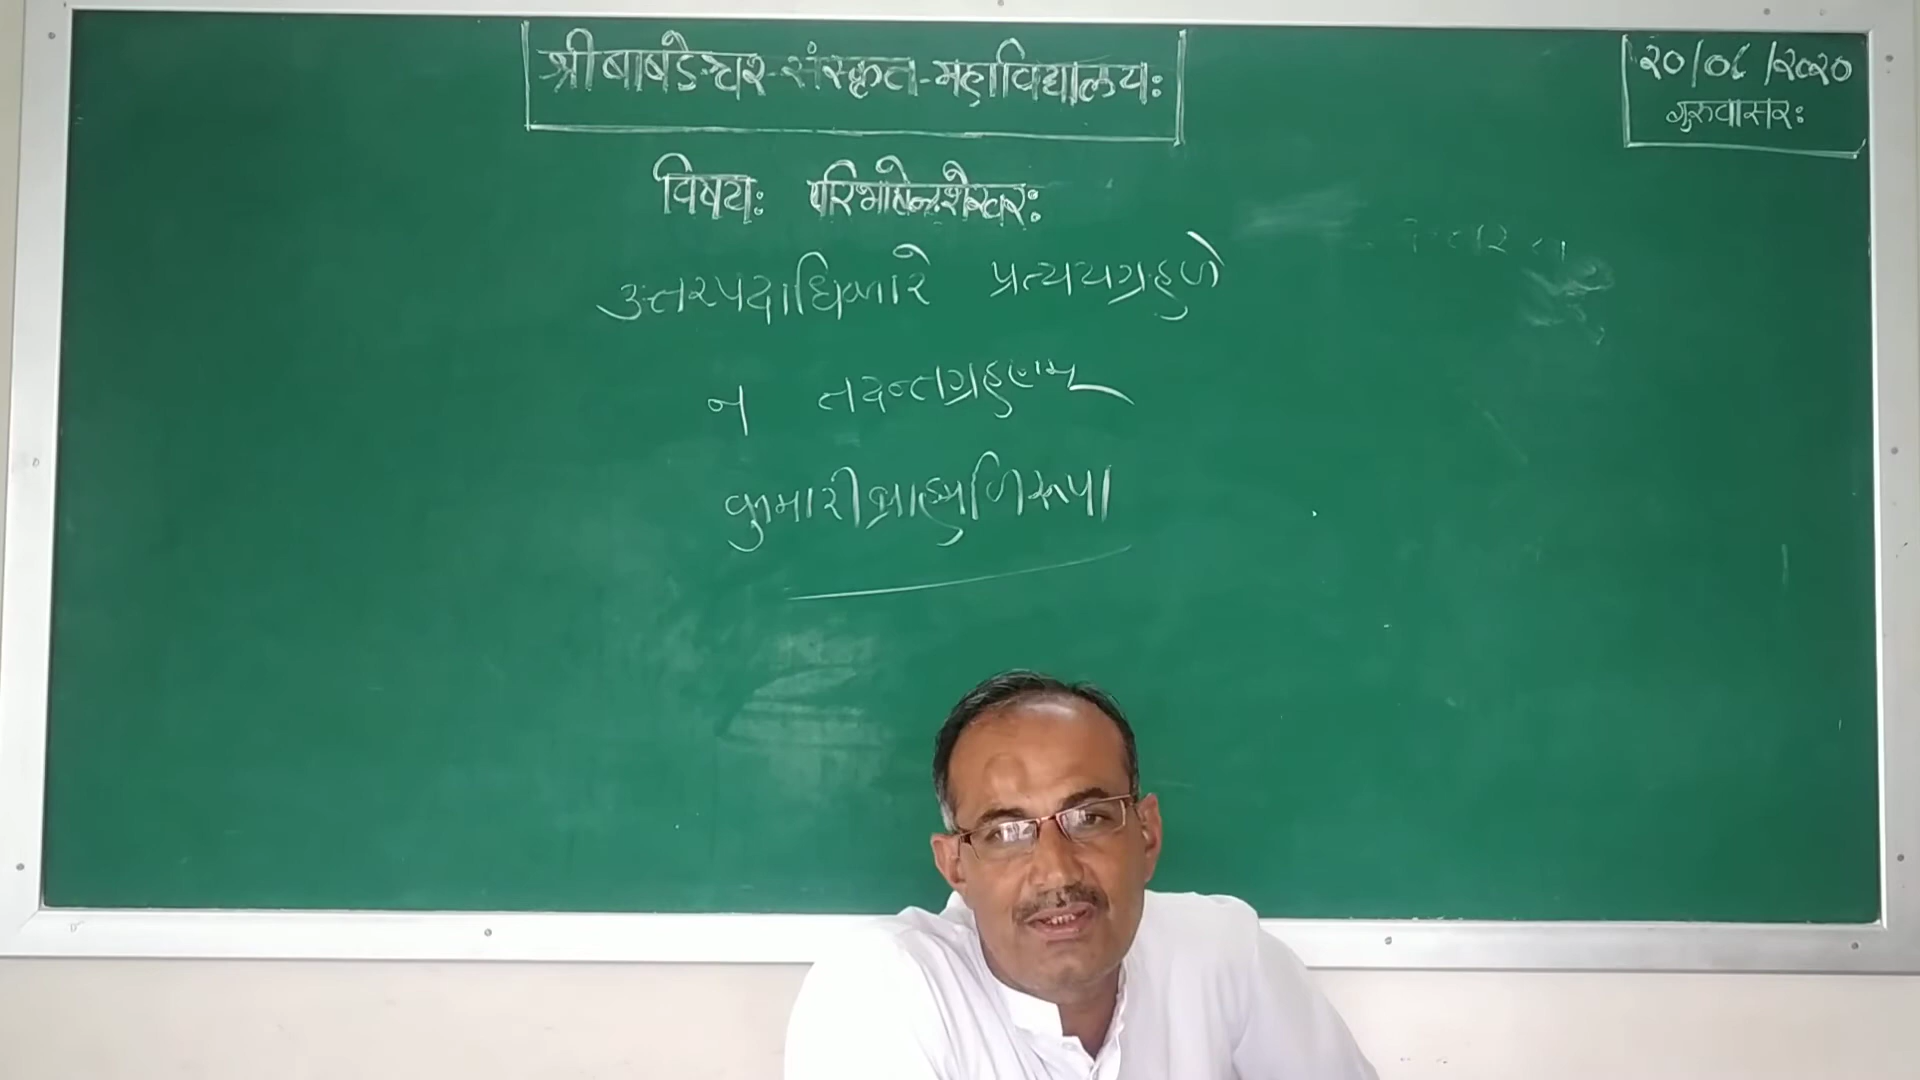 श्रीबाबडेश्वर-संस्कृत-महाविद्यालयः
२०/०८/२०२०
गुरुवासरः
विषयः परिभाषेन्दुशेखरः
उत्तरपदाधिकारे प्रत्ययग्रहणे
न तदन्तग्रहणम्
कुमारीब्राह्मणिरूपा